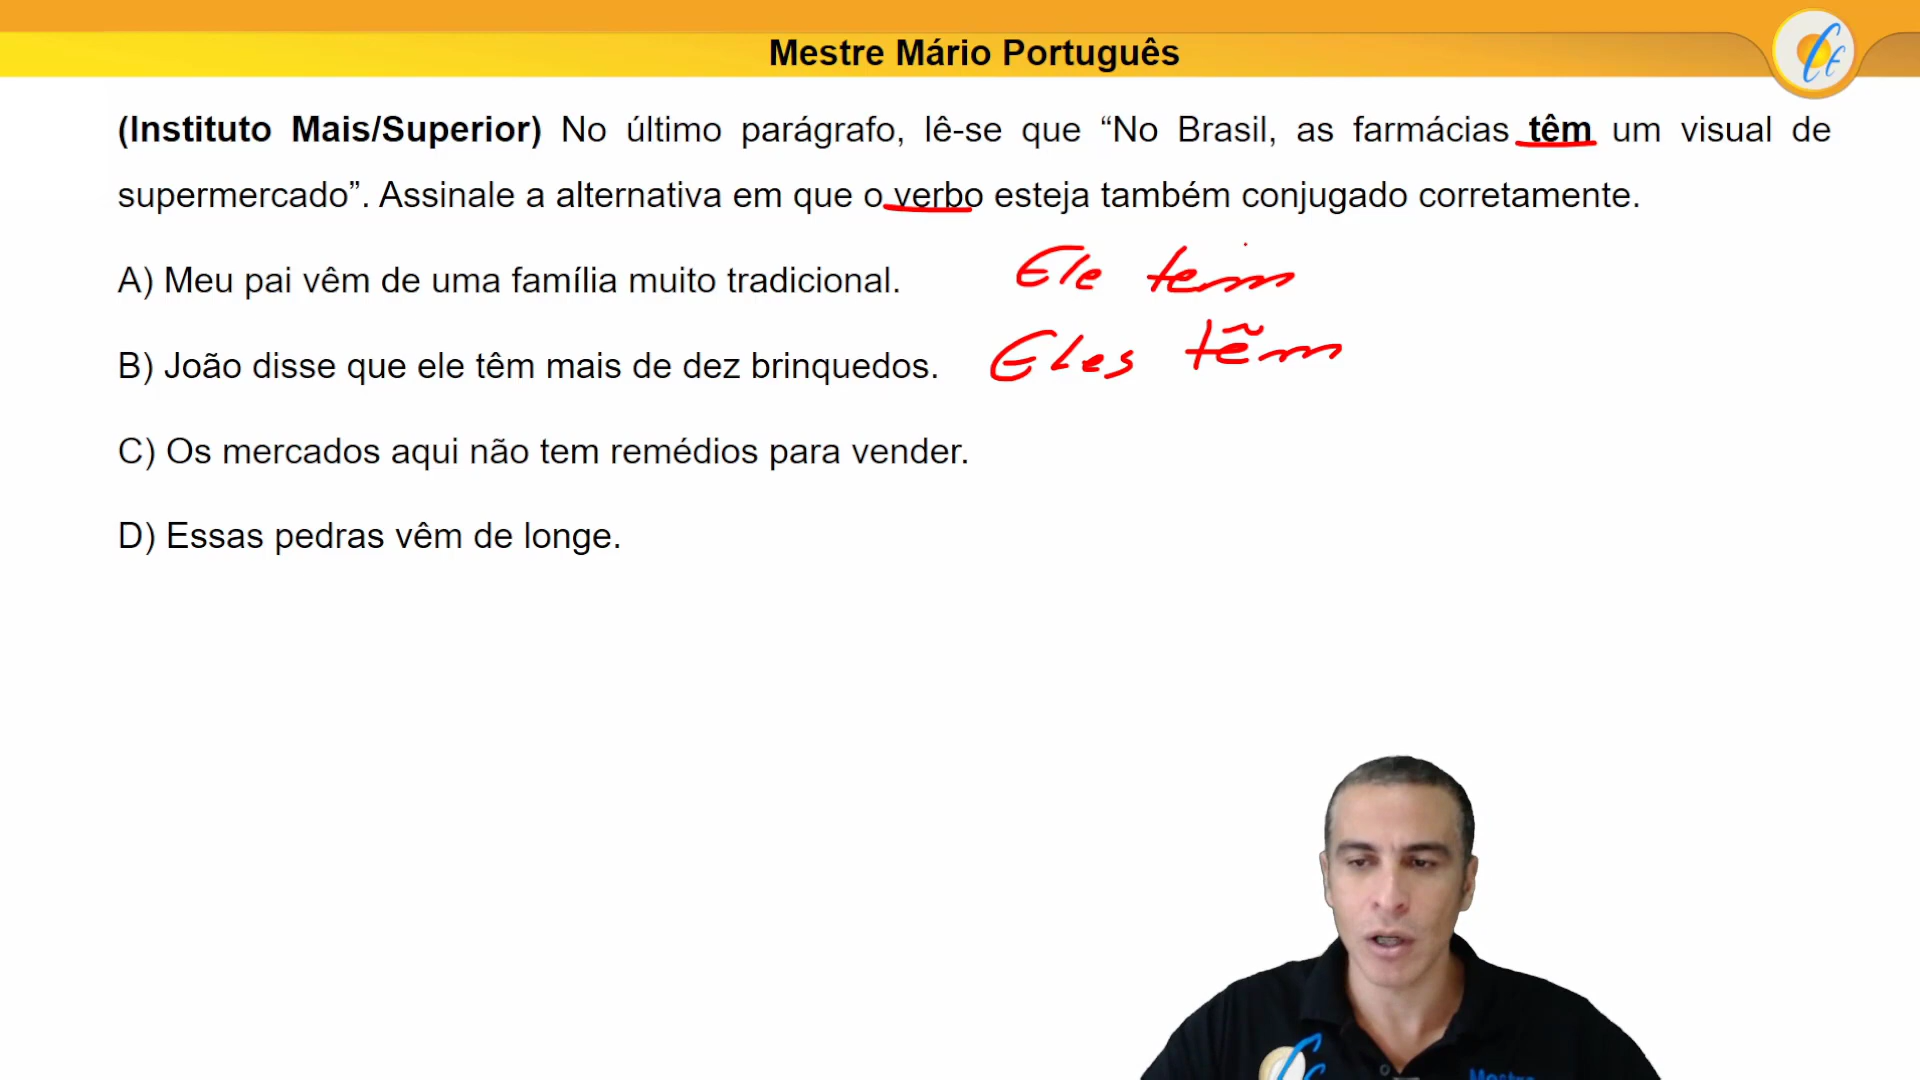 Mestre Mário Português
(Instituto Mais/Superior) No último parágrafo, lê-se que “No Brasil, as farmácias têm um visual de
supermercado”. Assinale a alternativa em que o verbo esteja também conjugado corretamente.
A) Meu pai vêm de uma família muito tradicional.
Ele tem
B) João disse que ele têm mais de dez brinquedos.
Eles têm
C) Os mercados aqui não tem remédios para vender.
D) Essas pedras vêm de longe.
Mestre